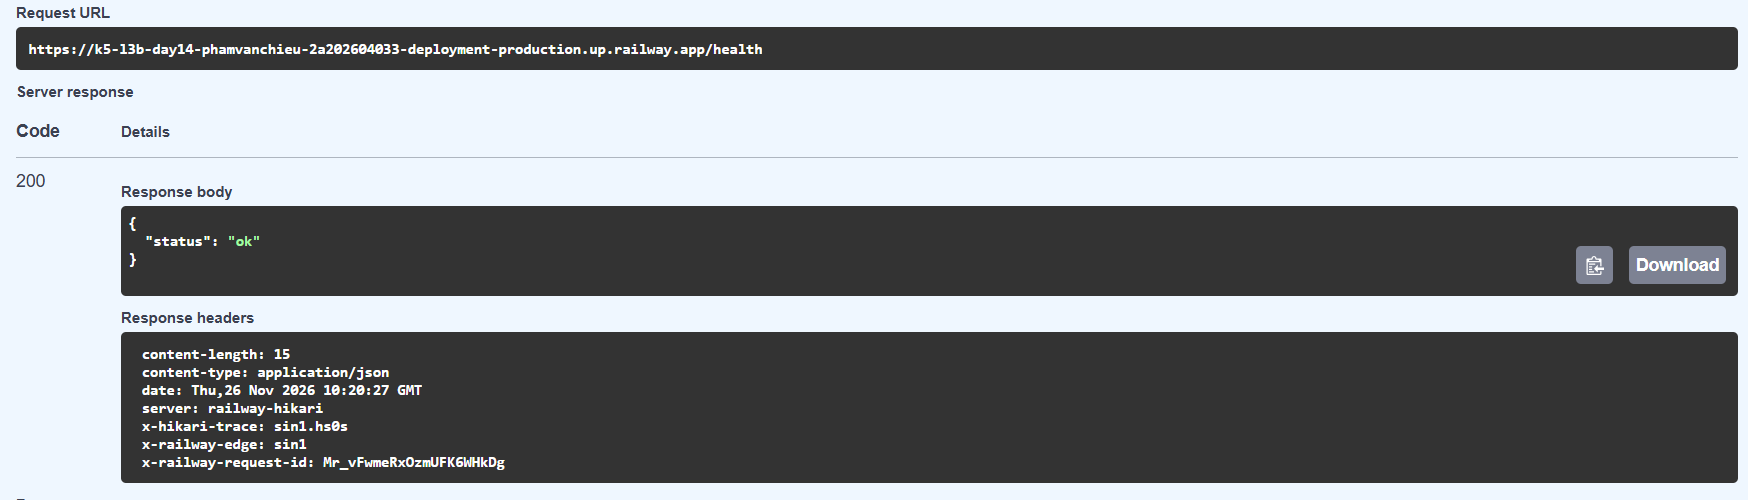 Request URL
https://k5-l3b-day14-phamvanchieu-2a202604033-deployment-production.up.railway.app/health
Server response
Code Details
200
Response body
{
"status": "ok"
}
Download
Response headers
content-length: 15
content-type: application/json
date: Thu,26 Nov 2026 10:20:27 GMT
server: railway-hikari
x-hikari-trace: sin1.hs0s
x-railway-edge: sin1
x-railway-request-id: Mr_vFwmeRxOzmUFK6WHkDg